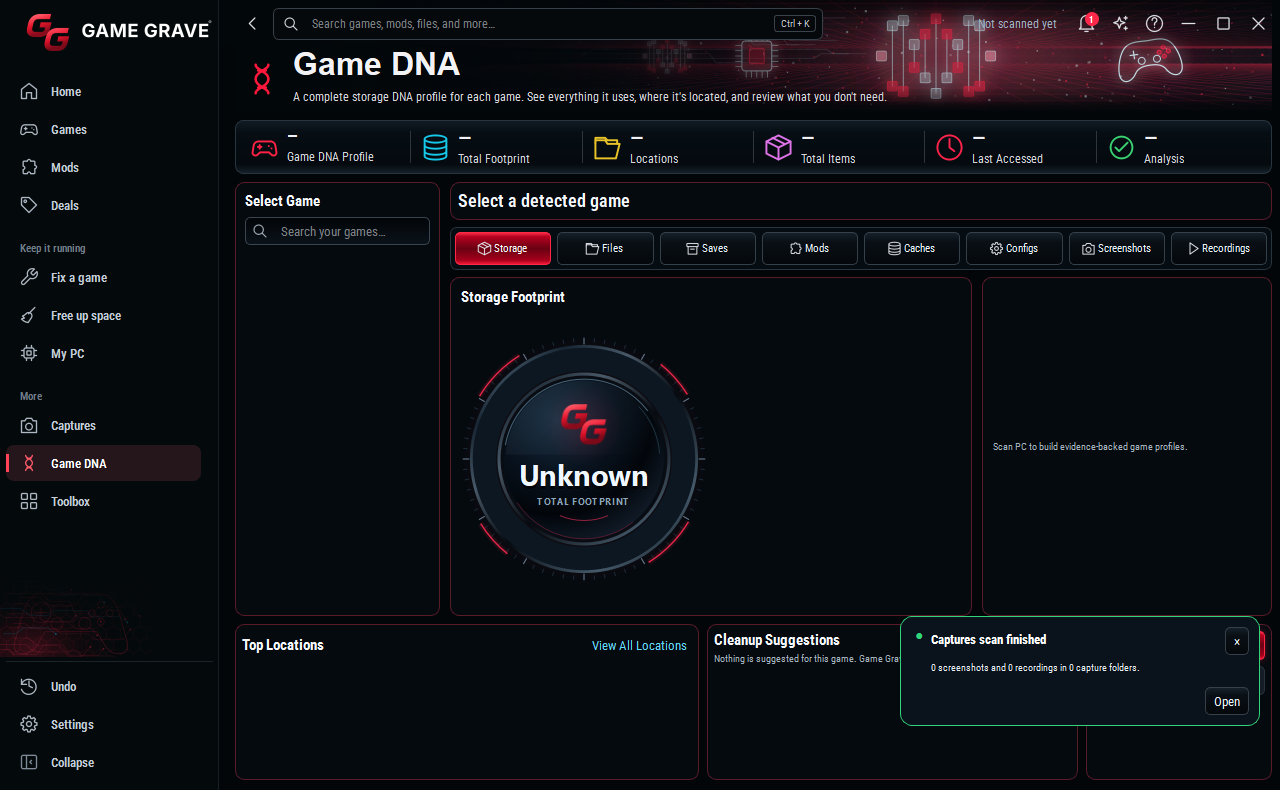 GAME GRAVE
Search games, mods, files, and more...
Ctrl + K
Not scanned yet
1
Game DNA
A complete storage DNA profile for each game. See everything it uses, where it's located, and review what you don't need.
Home
Games
Mods
Deals
Keep it running
Fix a game
Free up space
My PC
More
Captures
Game DNA
Toolbox
Undo
Settings
Collapse
–
Game DNA Profile
–
Total Footprint
–
Locations
–
Total Items
–
Last Accessed
–
Analysis
Select Game
Search your games...
Select a detected game
Storage
Files
Saves
Mods
Caches
Configs
Screenshots
Recordings
Storage Footprint
GG
Unknown
TOTAL FOOTPRINT
Scan PC to build evidence-backed game profiles.
Top Locations
View All Locations
Cleanup Suggestions
Nothing is suggested for this game. Game Gra
Captures scan finished
x
0 screenshots and 0 recordings in 0 capture folders.
Open